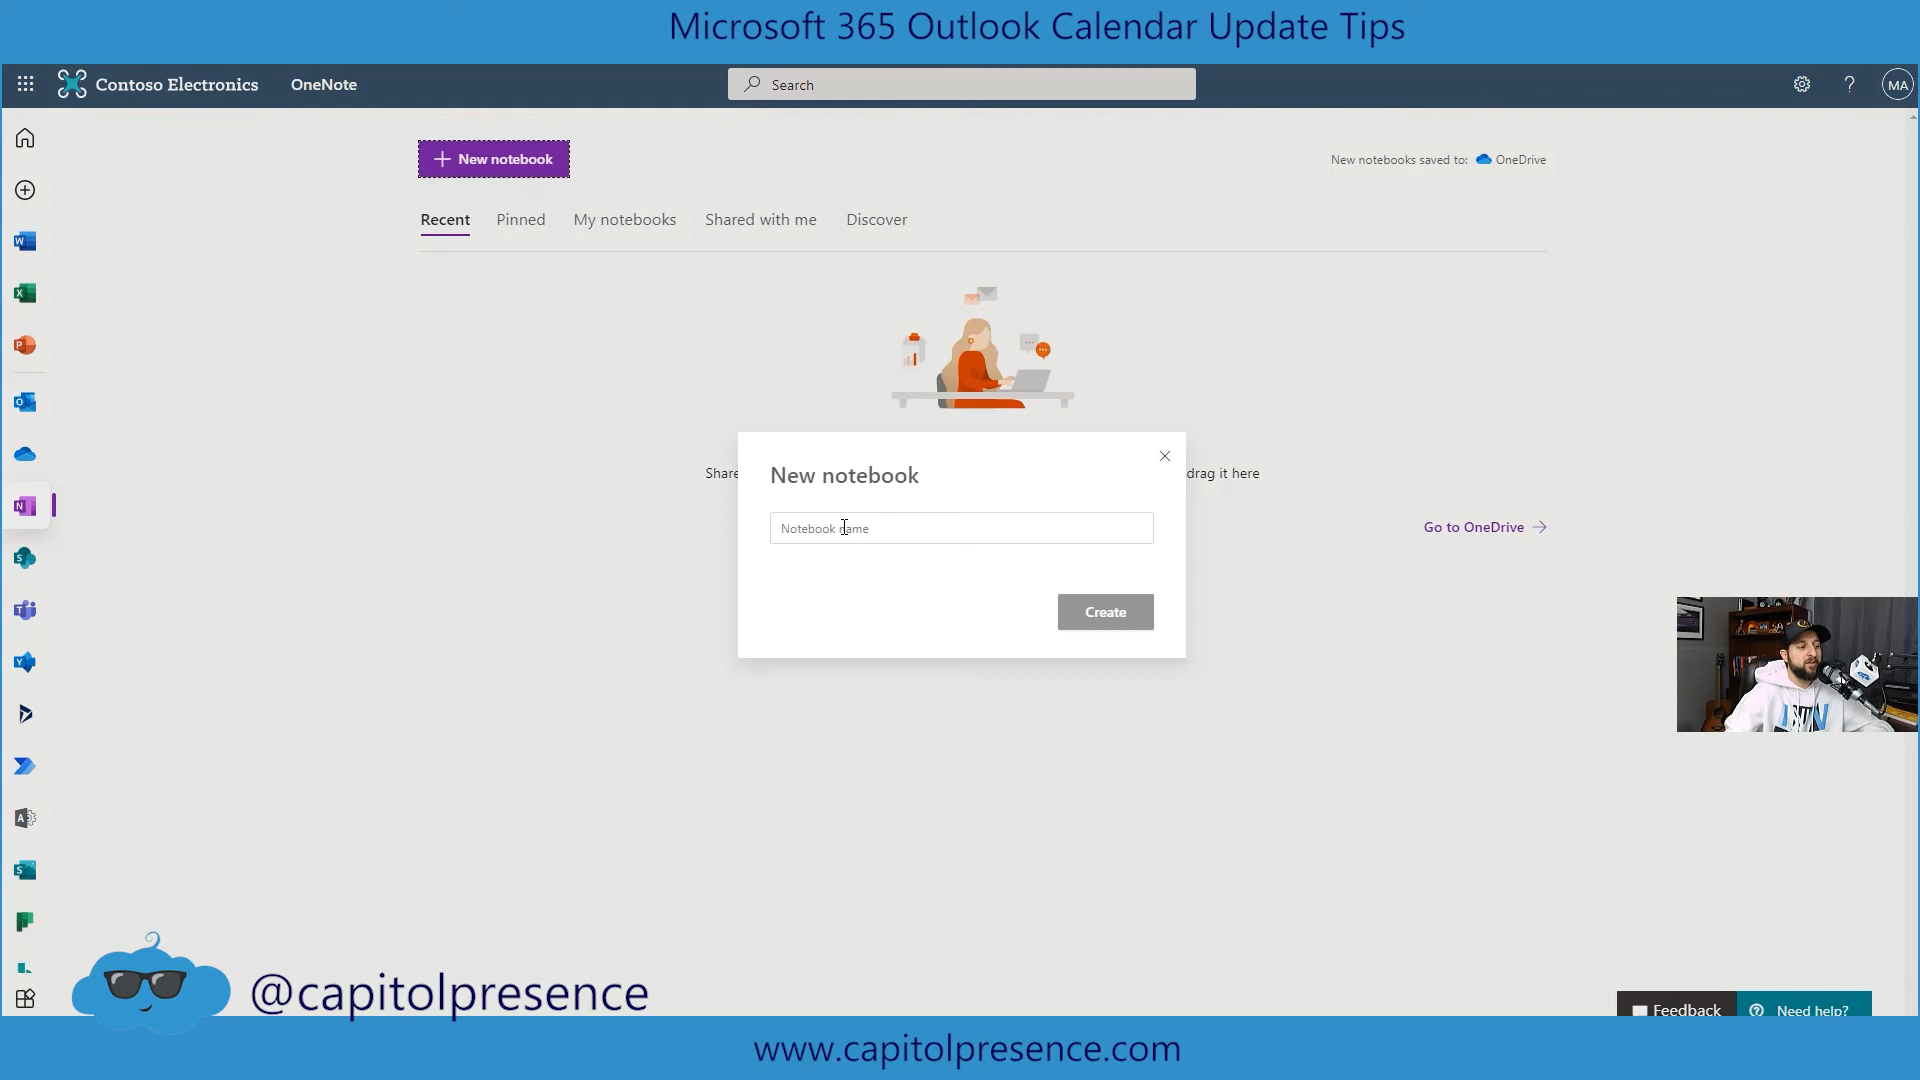 Microsoft 365 Outlook Calendar Update Tips
Contoso Electronics
OneNote
Search
MA
New notebook
New notebooks saved to: OneDrive
Recent
Pinned
My notebooks
Shared with me
Discover
Share
drag it here
New notebook
Notebook name
Go to OneDrive
Create
@capitolpresence
Feedback
Need help?
www.capitolpresence.com